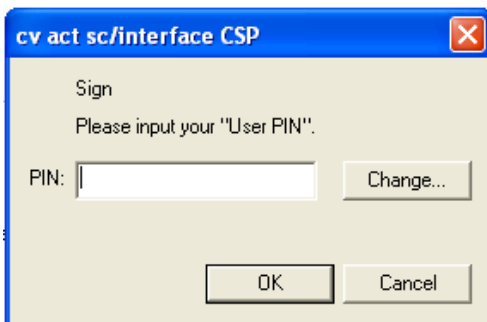 cv act sc/interface CSP
Sign
Please input your "User PIN".
PIN: Change...
OK Cancel